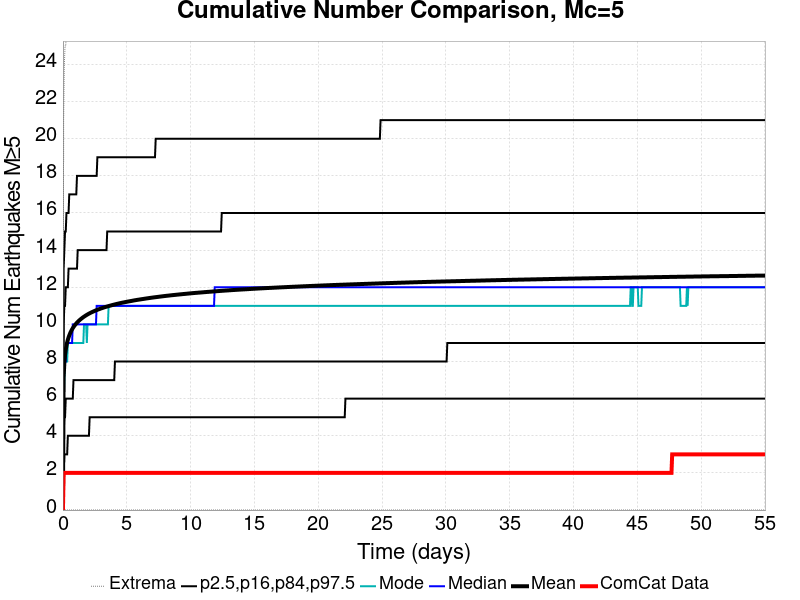 Cumulative Number Comparison, Mc=5
Cumulative Num Earthquakes M≥5
24
22
20
18
16
14
12
10
8
6
4
2
0
0 5 10 15 20 25 30 35 40 45 50 55
Time (days)
Extrema p2.5,p16,p84,p97.5 Mode Median Mean ComCat Data